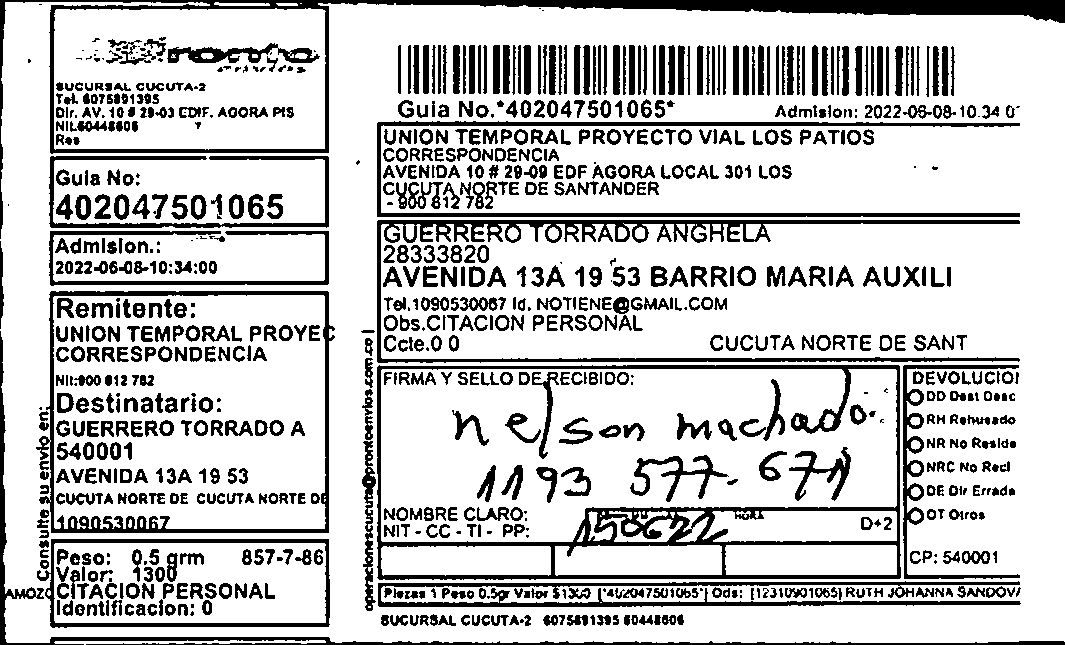 pronto
SUCURSAL CUCUTA-2
Tel. 6075891395
Dir. AV. 10 # 29-03 EDIF. AGORA PIS
NIt.60448606
Res
Guia No:
402047501065
Admision.:
2022-06-08-10:34:00
Remitente:
UNION TEMPORAL PROYEC
CORRESPONDENCIA
Nit:900 812 782
Destinatario:
GUERRERO TORRADO A
540001
AVENIDA 13A 19 53
CUCUTA NORTE DE CUCUTA NORTE DE
1090530067
Peso: 0.5 grm 857-7-86
Valor: 1300
CITACION PERSONAL
Identificacion: 0
Consulte su envio en:
AMOZO
operacionescucuta@prontoenvios.com.co
Guia No.*402047501065*
Admision: 2022-06-08-10:34:0
UNION TEMPORAL PROYECTO VIAL LOS PATIOS
CORRESPONDENCIA
AVENIDA 10 # 29-09 EDF AGORA LOCAL 301 LOS
CUCUTA NORTE DE SANTANDER
- 900 812 782
GUERRERO TORRADO ANGHELA
28333820
AVENIDA 13A 19 53 BARRIO MARIA AUXILI
Tel.1090530067 Id. NOTIENE@GMAIL.COM
Obs.CITACION PERSONAL
Ccte.0 0 CUCUTA NORTE DE SANT
FIRMA Y SELLO DE RECIBIDO:
nelson machado.
1193 577-671
NOMBRE CLARO:
NIT - CC - TI - PP:
150622
HORA
D+2
DEVOLUCIO
DD Dest Desc
RH Rehusado
NR No Reside
NRC No Recl
DE Dir Errada
OT Otros
CP: 540001
Piezas 1 Peso 0.5gr Valor $1300 [*402047501065*] Ods: [12310901065] RUTH JOHANNA SANDOVA
SUCURSAL CUCUTA-2 6075891395 60448606